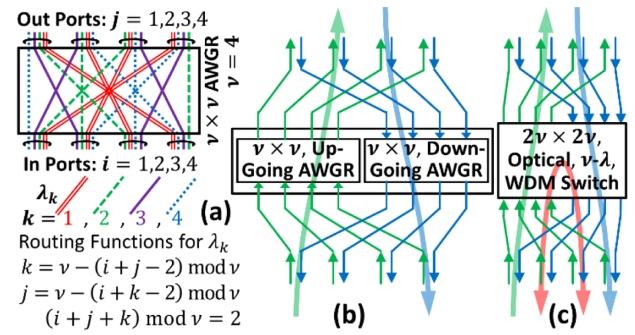 Out Ports: j = 1,2,3,4
ν × ν AWGR
ν = 4
In Ports: i = 1,2,3,4
λk
k = 1 , 2 , 3 , 4
(a)
Routing Functions for λk
k = ν − (i + j − 2) mod ν
j = ν − (i + k − 2) mod ν
(i + j + k) mod ν = 2
ν × ν, Up-
Going AWGR
ν × ν, Down-
Going AWGR
(b)
2ν × 2ν,
Optical, ν-λ,
WDM Switch
(c)